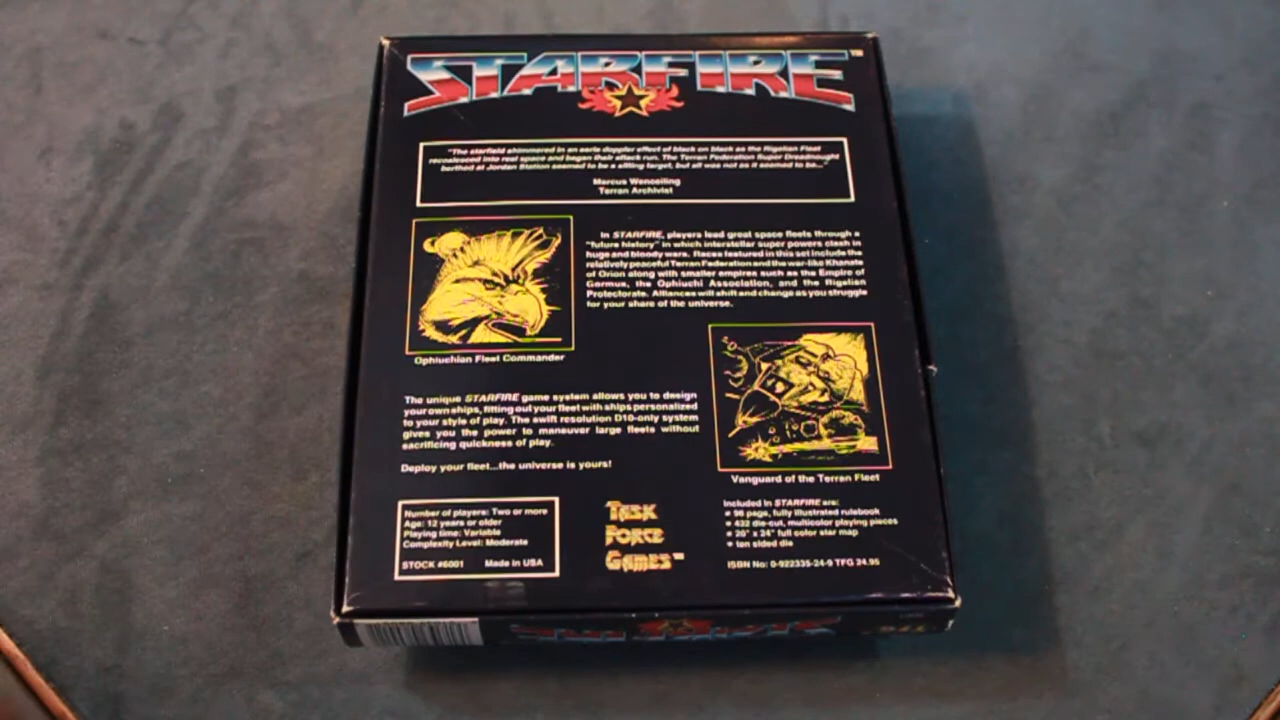 STARFIRE™
"The starfield shimmered in an eerie doppler effect of black on black as the Rigelian Fleet
recoalesced into real space and began their attack run. The Terran Federation Super Dreadnought
berthed at Jordan Station seemed to be a sitting target, but all was not as it seemed to be..."
Marcus Wenceiling
Terran Archivist
In STARFIRE, players lead great space fleets through a
"future history" in which interstellar super powers clash in
huge and bloody wars. Races featured in this set include the
relatively peaceful Terran Federation and the war-like Khanate
of Orion along with smaller empires such as the Empire of
Gormus, the Ophiuchi Association, and the Rigelian
Protectorate. Alliances will shift and change as you struggle
for your share of the universe.
Ophiuchian Fleet Commander
The unique STARFIRE game system allows you to design
your own ships, fitting out your fleet with ships personalized
to your style of play. The swift resolution D10-only system
gives you the power to maneuver large fleets without
sacrificing quickness of play.
Deploy your fleet...the universe is yours!
Vanguard of the Terran Fleet
Number of players: Two or more
Age: 12 years or older
Playing time: Variable
Complexity Level: Moderate
STOCK #6001 Made in USA
TASK
FORCE
GAMES™
Included in STARFIRE are:
* 96 page, fully illustrated rulebook
* 432 die-cut, multicolor playing pieces
* 20" x 24" full color star map
* ten sided die
ISBN No: 0-922335-24-9 TFG 24.95